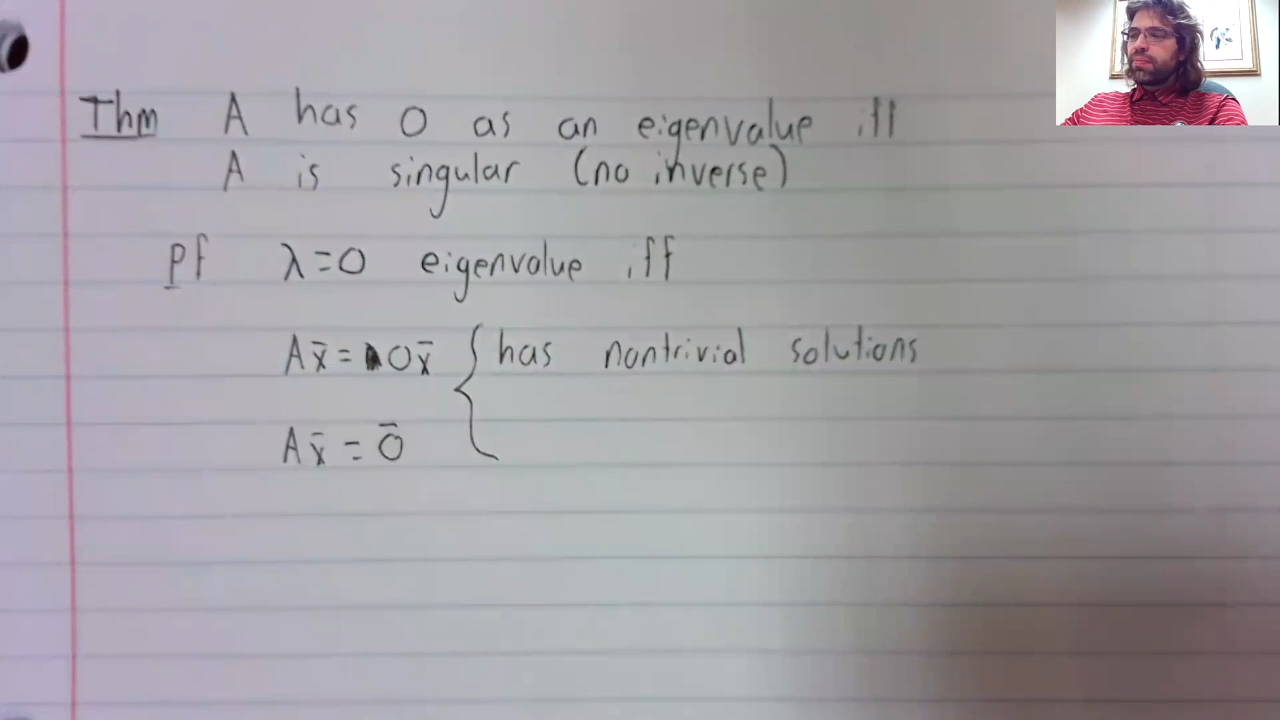 Thm A has 0 as an eigenvalue iff
A is singular (no inverse)
Pf λ=0 eigenvalue iff
Ax̄ = 0x̄ { has nontrivial solutions
Ax̄ = 0̄